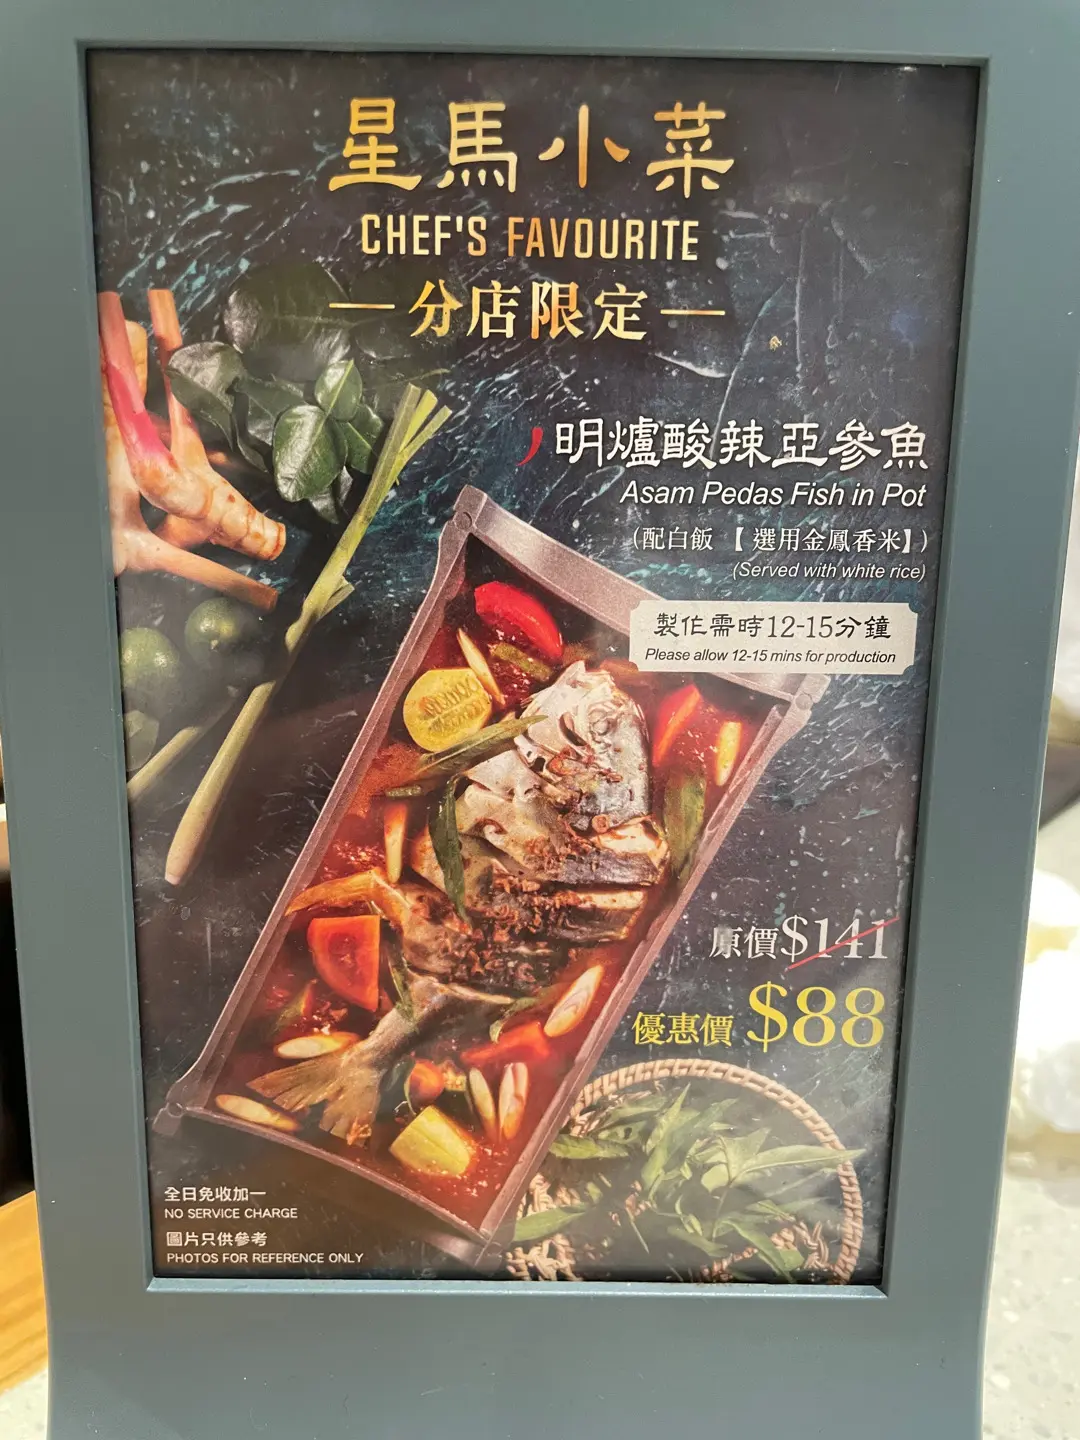 星馬小菜
CHEF'S FAVOURITE
分店限定
明爐酸辣亞參魚
Asam Pedas Fish in Pot
(配白飯【選用金鳳香米】)
(Served with white rice)
製作需時12-15分鐘
Please allow 12-15 mins for production
原價$141
優惠價 $88
全日免收加一
NO SERVICE CHARGE
圖片只供參考
PHOTOS FOR REFERENCE ONLY